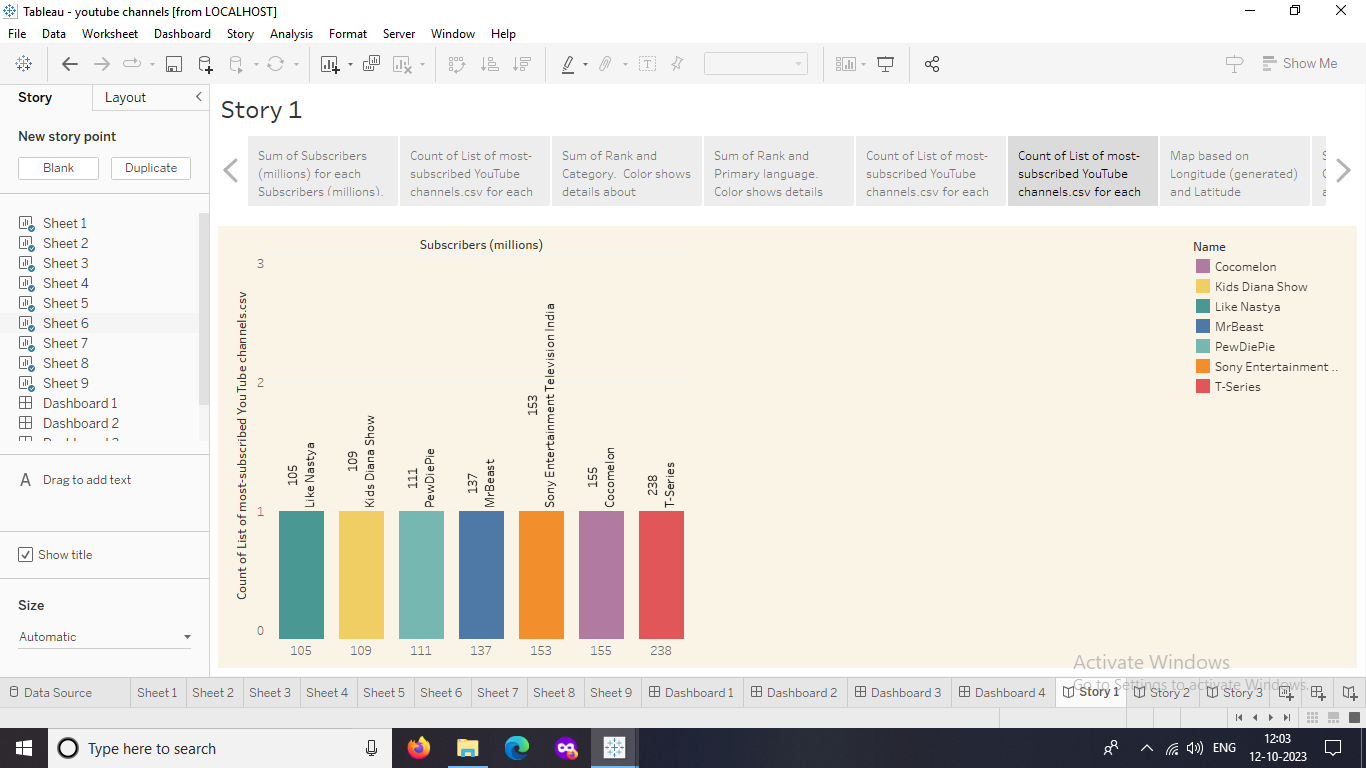 Tableau - youtube channels [from LOCALHOST]
File Data Worksheet Dashboard Story Analysis Format Server Window Help
Show Me
Story Layout
New story point
Blank Duplicate
Sheet 1
Sheet 2
Sheet 3
Sheet 4
Sheet 5
Sheet 6
Sheet 7
Sheet 8
Sheet 9
Dashboard 1
Dashboard 2
A Drag to add text
Show title
Size
Automatic
Story 1
Sum of Subscribers
(millions) for each
Subscribers (millions).
Count of List of most-
subscribed YouTube
channels.csv for each
Sum of Rank and
Category. Color shows
details about
Sum of Rank and
Primary language.
Color shows details
Count of List of most-
subscribed YouTube
channels.csv for each
Count of List of most-
subscribed YouTube
channels.csv for each
Map based on
Longitude (generated)
and Latitude
Subscribers (millions)
Count of List of most-subscribed YouTube channels.csv
3
2
1
0
105
Like Nastya
109
Kids Diana Show
111
PewDiePie
137
MrBeast
153
Sony Entertainment Television India
155
Cocomelon
238
T-Series
105 109 111 137 153 155 238
Name
Cocomelon
Kids Diana Show
Like Nastya
MrBeast
PewDiePie
Sony Entertainment ..
T-Series
Activate Windows
Go to Settings to activate Windows.
Data Source Sheet 1 Sheet 2 Sheet 3 Sheet 4 Sheet 5 Sheet 6 Sheet 7 Sheet 8 Sheet 9 Dashboard 1 Dashboard 2 Dashboard 3 Dashboard 4 Story 1 Story 2 Story 3
Type here to search
ENG
12:03
12-10-2023